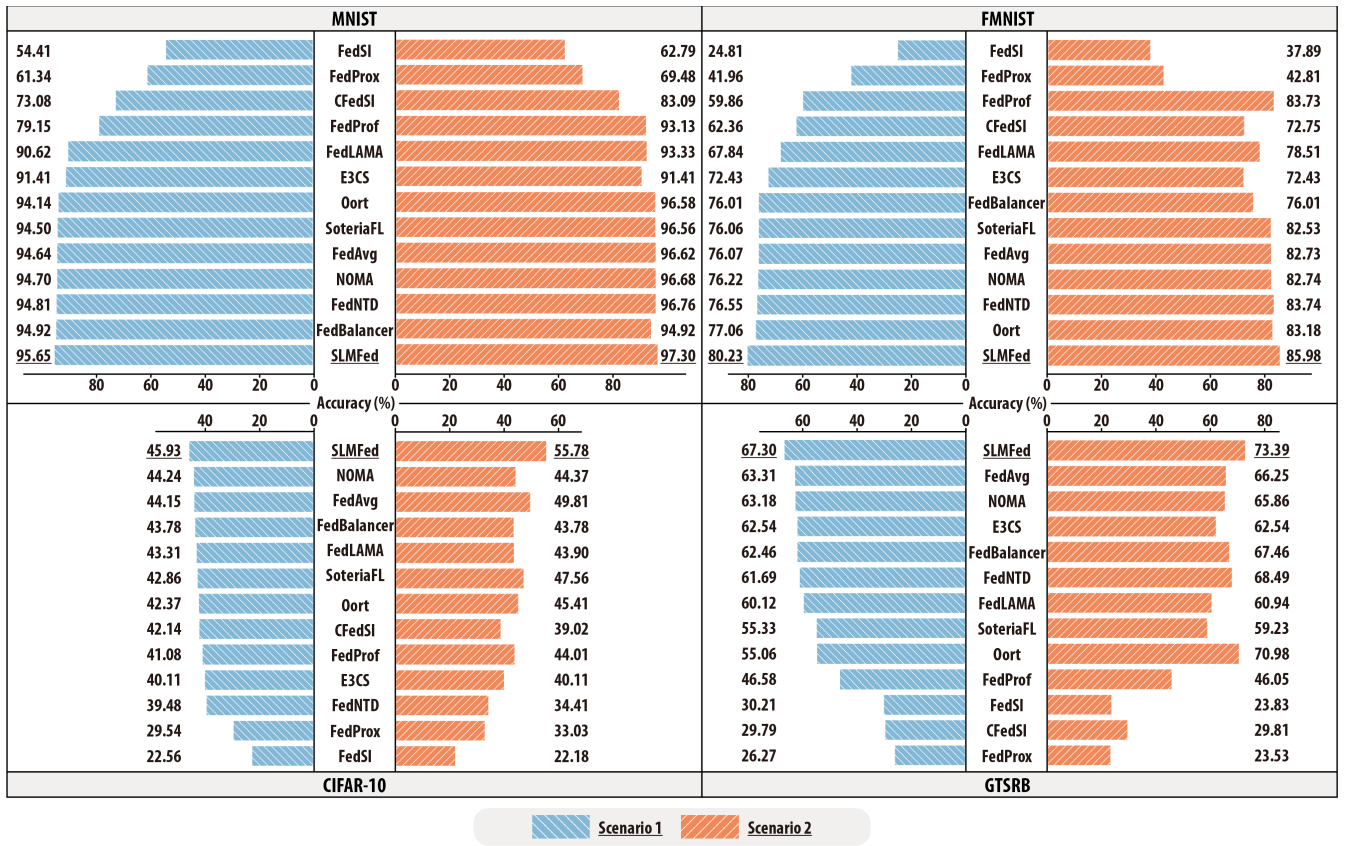 MNIST FMNIST
54.41 FedSI 62.79 24.81 FedSI 37.89
61.34 FedProx 69.48 41.96 FedProx 42.81
73.08 CFedSI 83.09 59.86 FedProf 83.73
79.15 FedProf 93.13 62.36 CFedSI 72.75
90.62 FedLAMA 93.33 67.84 FedLAMA 78.51
91.41 E3CS 91.41 72.43 E3CS 72.43
94.14 Oort 96.58 76.01 FedBalancer 76.01
94.50 SoteriaFL 96.56 76.06 SoteriaFL 82.53
94.64 FedAvg 96.62 76.07 FedAvg 82.73
94.70 NOMA 96.68 76.22 NOMA 82.74
94.81 FedNTD 96.76 76.55 FedNTD 83.74
94.92 FedBalancer 94.92 77.06 Oort 83.18
95.65 SLMFed 97.30 80.23 SLMFed 85.98
80 60 40 20 0 0 20 40 60 80 80 60 40 20 0 0 20 40 60 80
Accuracy (%) Accuracy (%)
40 20 0 0 20 40 60 60 40 20 0 0 20 40 60 80
45.93 SLMFed 55.78 67.30 SLMFed 73.39
44.24 NOMA 44.37 63.31 FedAvg 66.25
44.15 FedAvg 49.81 63.18 NOMA 65.86
43.78 FedBalancer 43.78 62.54 E3CS 62.54
43.31 FedLAMA 43.90 62.46 FedBalancer 67.46
42.86 SoteriaFL 47.56 61.69 FedNTD 68.49
42.37 Oort 45.41 60.12 FedLAMA 60.94
42.14 CFedSI 39.02 55.33 SoteriaFL 59.23
41.08 FedProf 44.01 55.06 Oort 70.98
40.11 E3CS 40.11 46.58 FedProf 46.05
39.48 FedNTD 34.41 30.21 FedSI 23.83
29.54 FedProx 33.03 29.79 CFedSI 29.81
22.56 FedSI 22.18 26.27 FedProx 23.53
CIFAR-10 GTSRB
Scenario 1 Scenario 2